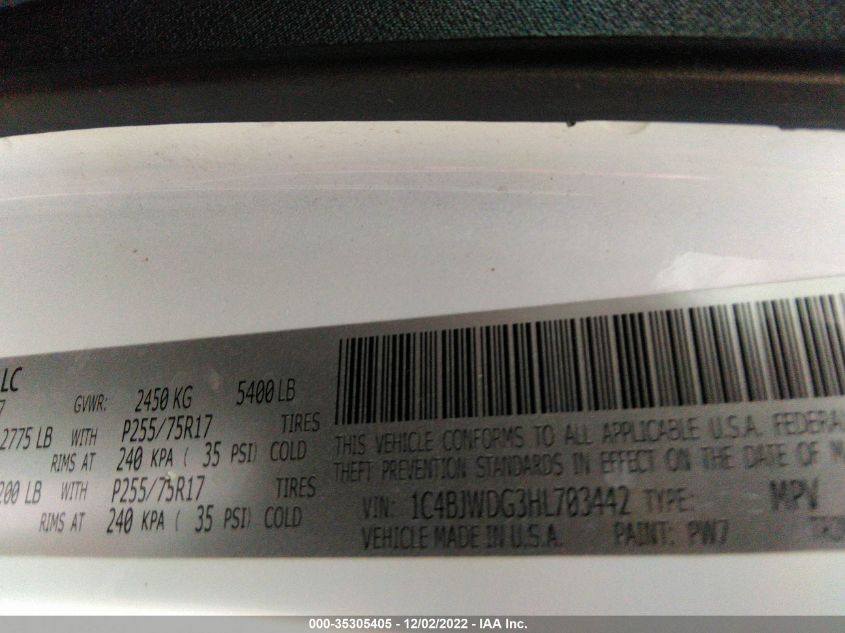 LC
7 GVWR: 2450 KG 5400 LB
2775 LB WITH P255/75R17 TIRES
RIMS AT 240 KPA ( 35 PSI) COLD
200 LB WITH P255/75R17 TIRES
RIMS AT 240 KPA ( 35 PSI) COLD
THIS VEHICLE CONFORMS TO ALL APPLICABLE U.S.A. FEDERA
THEFT PREVENTION STANDARDS IN EFFECT ON THE DATE OF M
VIN: 1C4BJWDG3HL703442 TYPE: MPV
VEHICLE MADE IN U.S.A. PAINT: PW7
000-35305405 - 12/02/2022 - IAA Inc.